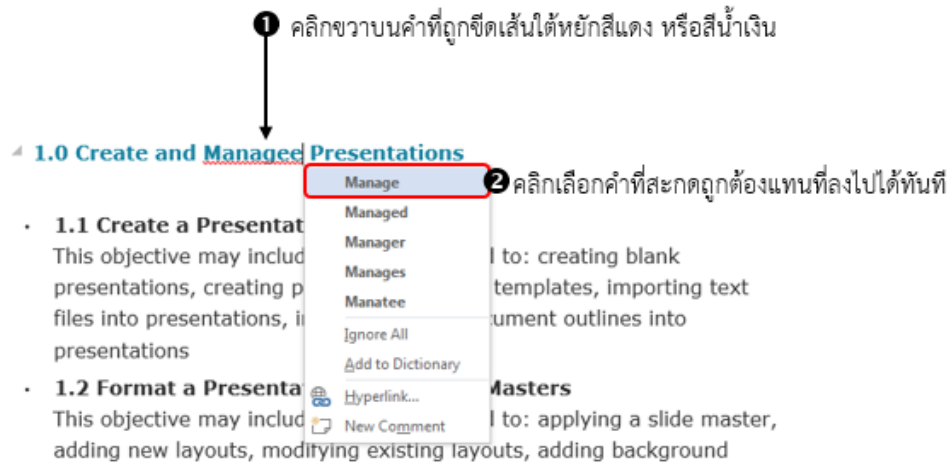 ❶ คลิกขวาบนคำที่ถูกขีดเส้นใต้หยักสีแดง หรือสีน้ำเงิน
1.0 Create and Managee Presentations
Manage
❷ คลิกเลือกคำที่สะกดถูกต้องแทนที่ลงไปได้ทันที
Managed
Manager
Manages
Manatee
Ignore All
Add to Dictionary
Hyperlink...
New Comment
· 1.1 Create a Presentat
This objective may includ to: creating blank
presentations, creating p templates, importing text
files into presentations, i ument outlines into
presentations
· 1.2 Format a Presenta Masters
This objective may includ to: applying a slide master,
adding new layouts, modifying existing layouts, adding background